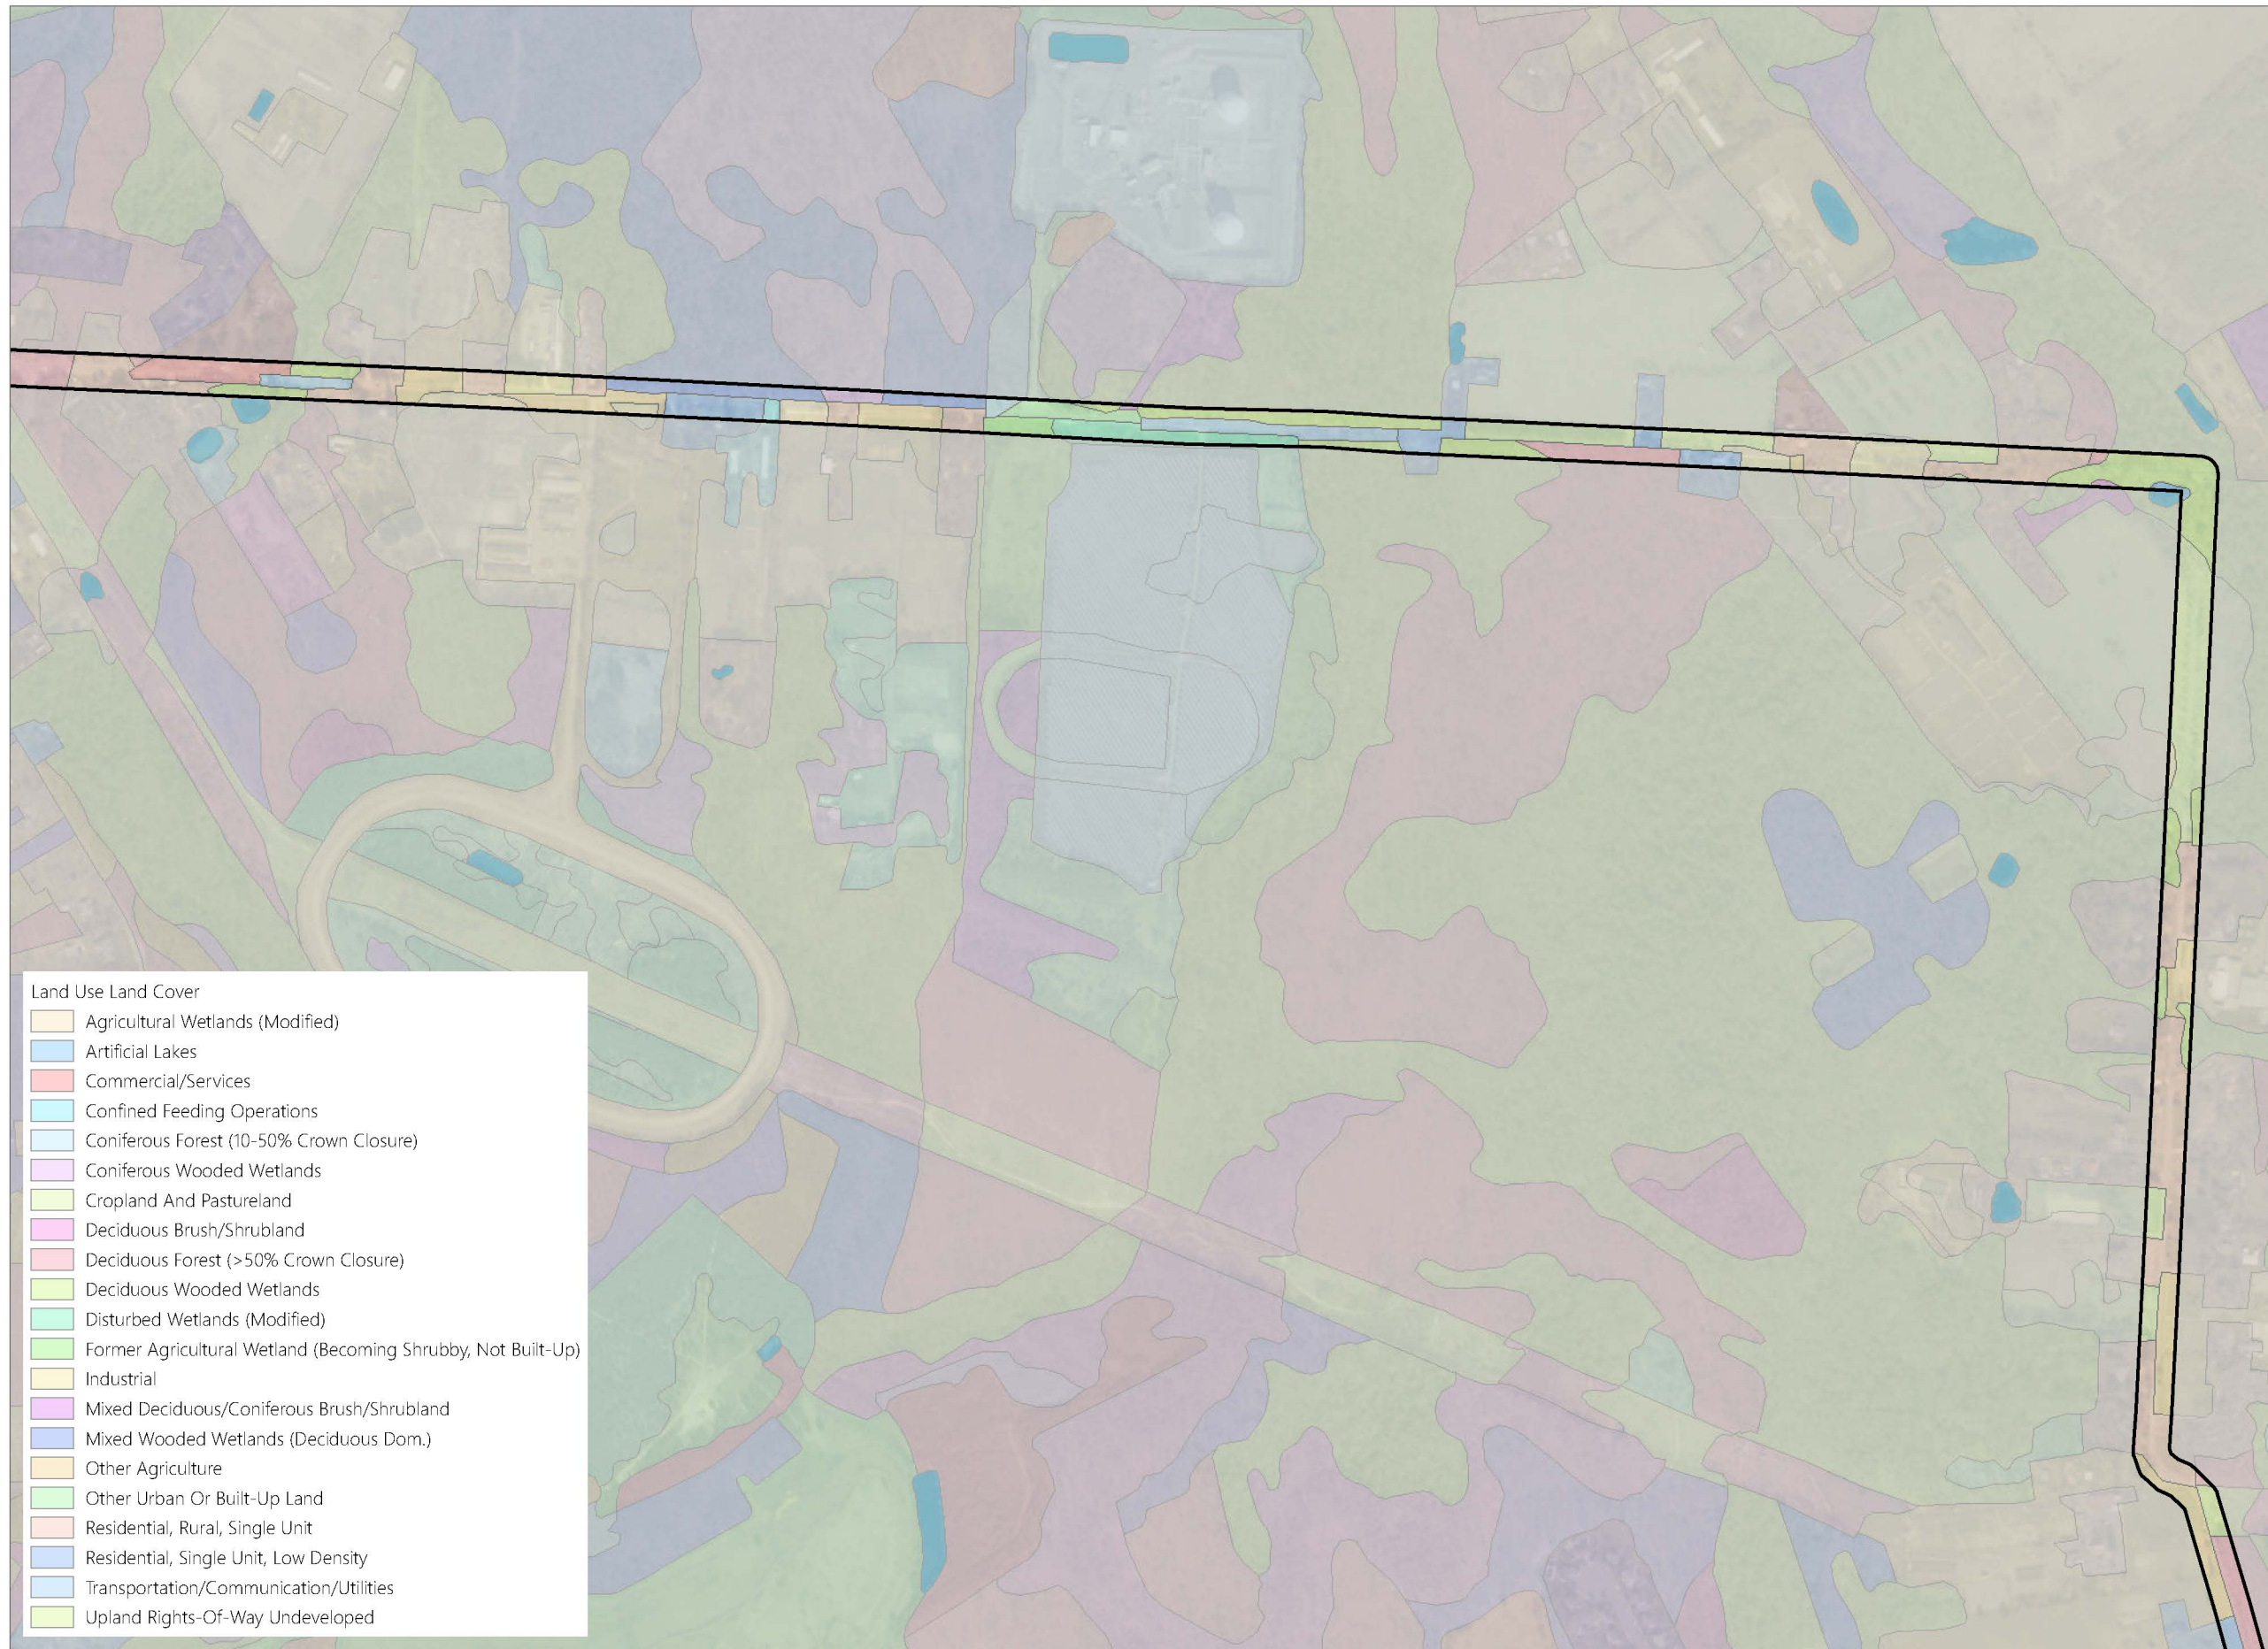 Land Use Land Cover
Agricultural Wetlands (Modified)
Artificial Lakes
Commercial/Services
Confined Feeding Operations
Coniferous Forest (10-50% Crown Closure)
Coniferous Wooded Wetlands
Cropland And Pastureland
Deciduous Brush/Shrubland
Deciduous Forest (>50% Crown Closure)
Deciduous Wooded Wetlands
Disturbed Wetlands (Modified)
Former Agricultural Wetland (Becoming Shrubby, Not Built-Up)
Industrial
Mixed Deciduous/Coniferous Brush/Shrubland
Mixed Wooded Wetlands (Deciduous Dom.)
Other Agriculture
Other Urban Or Built-Up Land
Residential, Rural, Single Unit
Residential, Single Unit, Low Density
Transportation/Communication/Utilities
Upland Rights-Of-Way Undeveloped